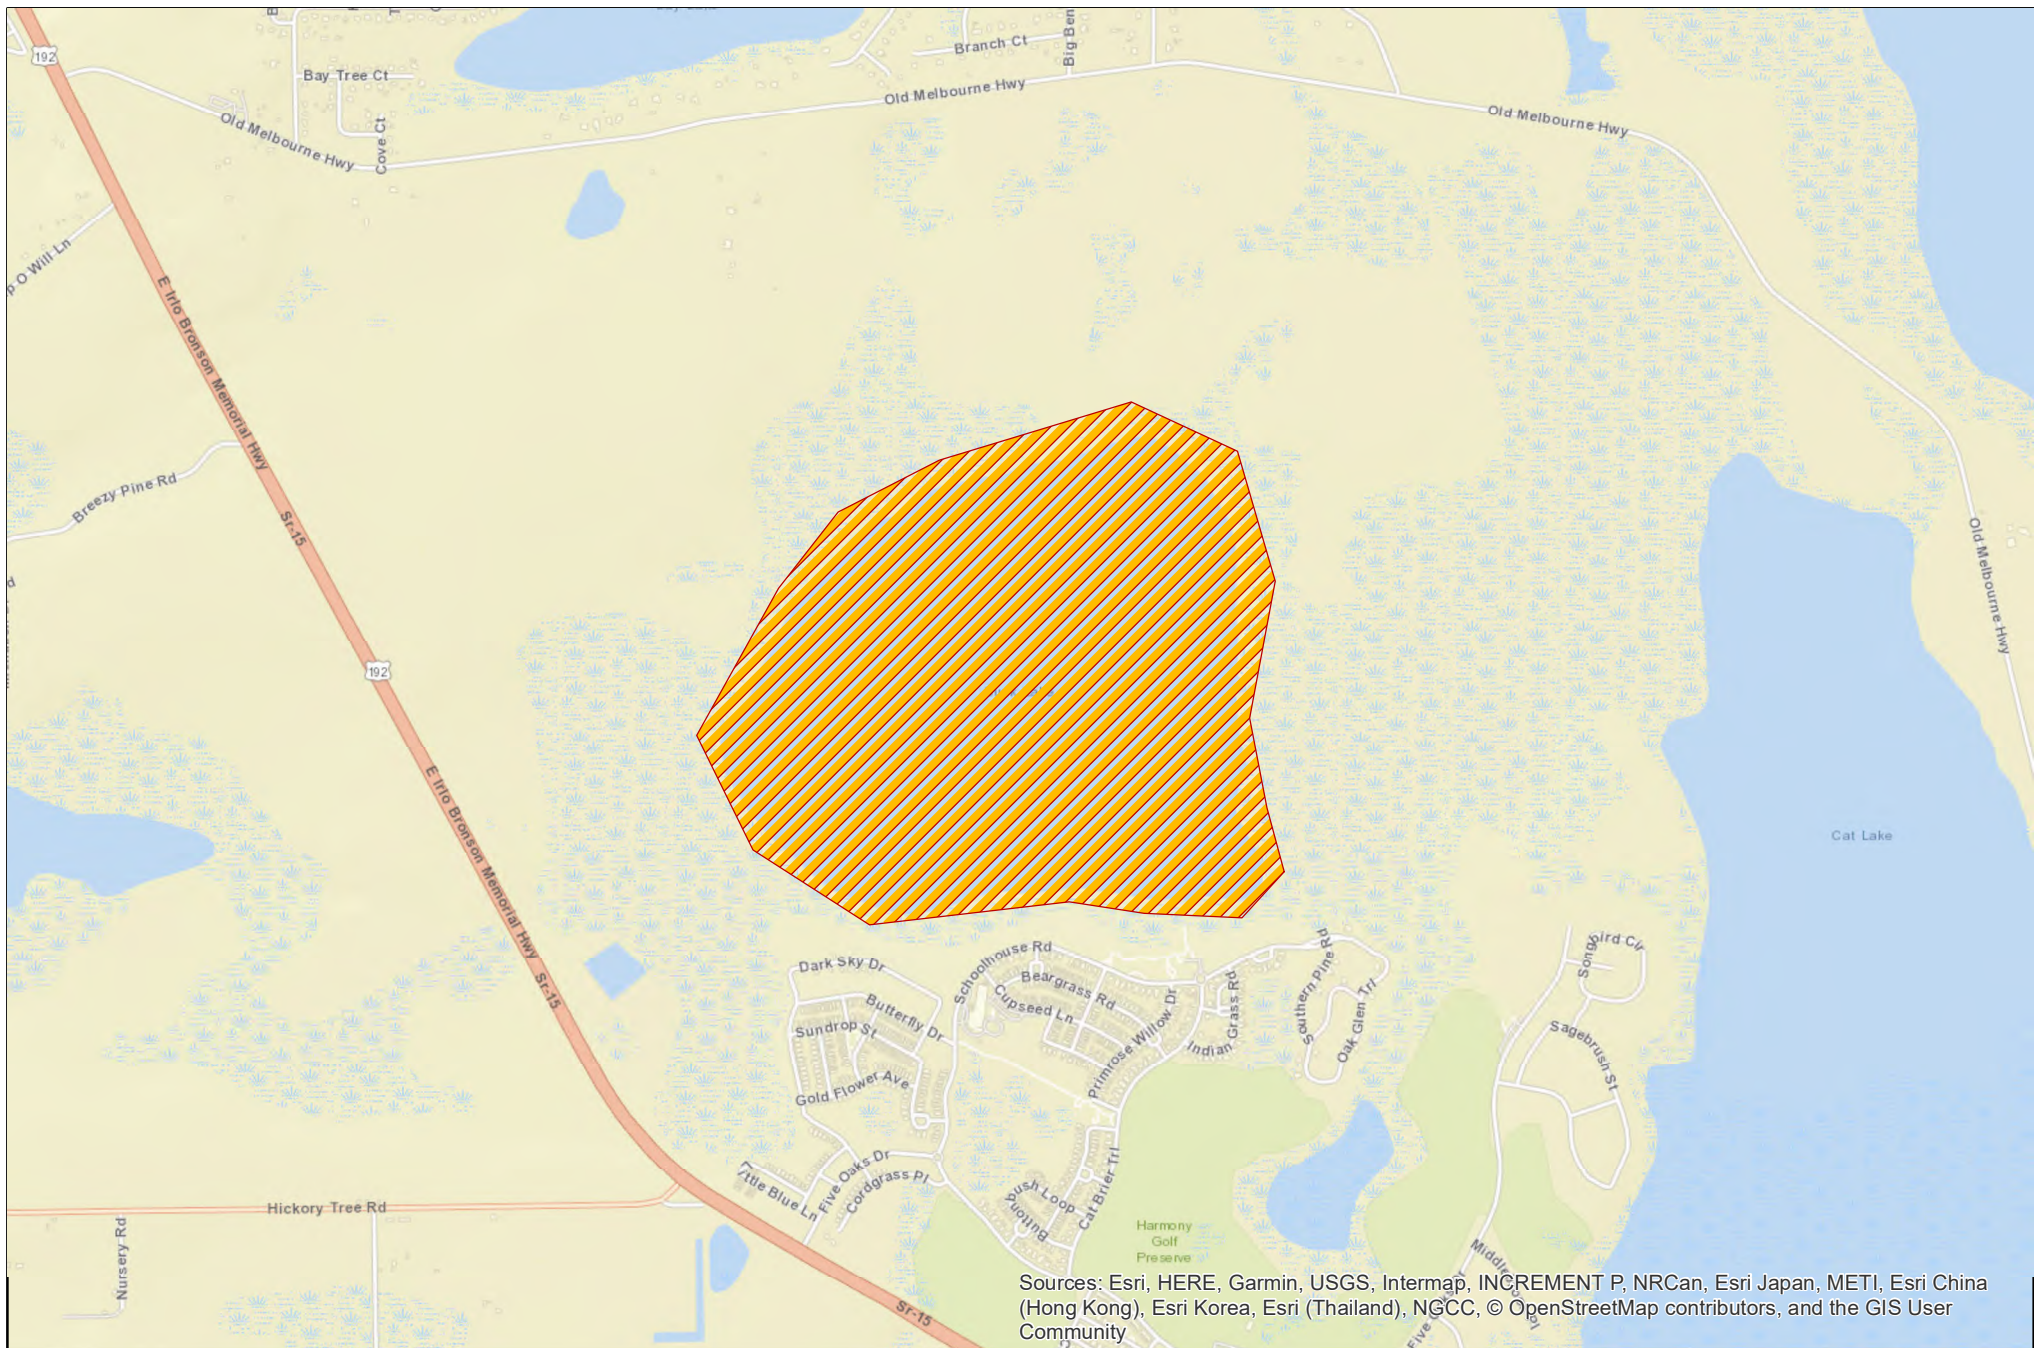 192
Bay Tree Ct
Cove Ct
Old Melbourne Hwy
Branch Ct
Big Ben
Old Melbourne Hwy
Old Melbourne Hwy
O Will Ln
E Irlo Bronson Memorial Hwy
Breezy Pine Rd
Sr-15
Old Melbourne Hwy
192
E Irlo Bronson Memorial Hwy
Cat Lake
Sr-15
Dark Sky Dr
Schoolhouse Rd
Beargrass Rd
Cupseed Ln
Butterfly Dr
Sundrop St
Primrose Willow Dr
Indian Grass Rd
Southern Pine Rd
Oak Glen Trl
Songbird Cir
Sagebrush St
Gold Flower Ave
Five Oaks Dr
Cordgrass Pl
Little Blue Ln
Buttonbush Loop
Cat Brier Trl
Hickory Tree Rd
Nursery Rd
Harmony
Golf
Preserve
Sr-15
Five Oaks
Sources: Esri, HERE, Garmin, USGS, Intermap, INCREMENT P, NRCan, Esri Japan, METI, Esri China
(Hong Kong), Esri Korea, Esri (Thailand), NGCC, © OpenStreetMap contributors, and the GIS User
Community